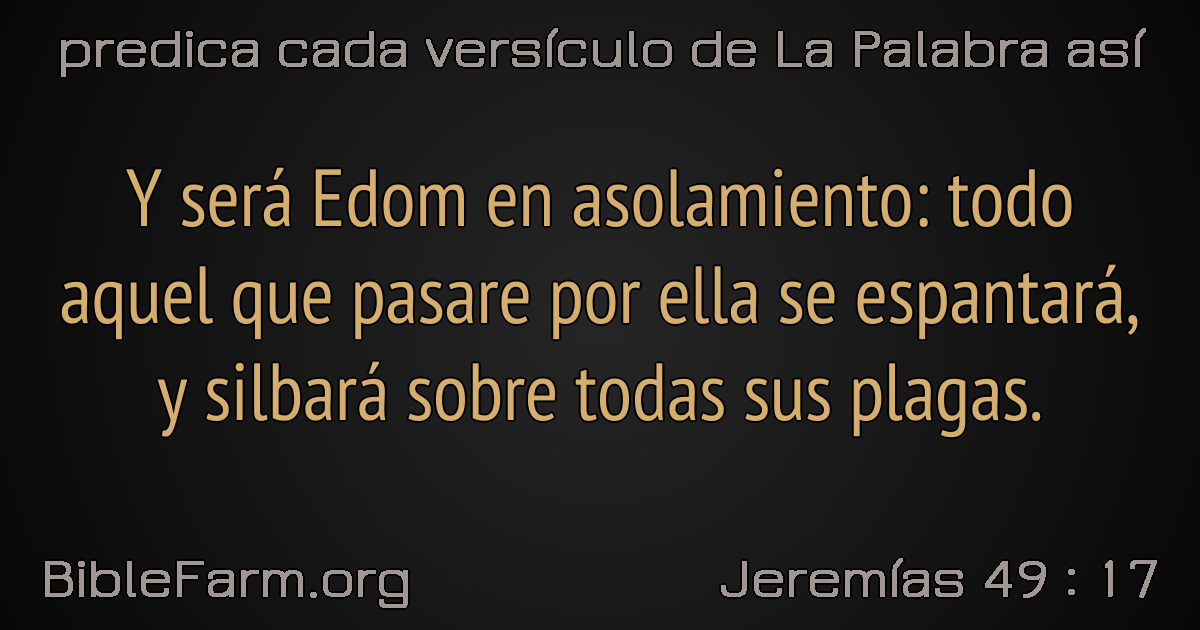 predica cada versículo de La Palabra así
Y será Edom en asolamiento: todo
aquel que pasare por ella se espantará,
y silbará sobre todas sus plagas.
BibleFarm.org
Jeremías 49 : 17